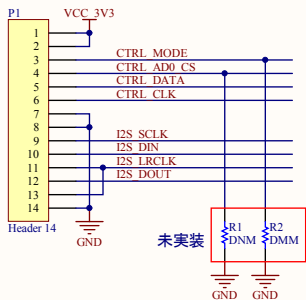 P1
VCC_3V3
1
2
3
CTRL_MODE
4
CTRL_AD0_CS
5
CTRL_DATA
6
CTRL_CLK
7
8
9
I2S_SCLK
10
I2S_DIN
11
I2S_LRCLK
12
I2S_DOUT
13
14
Header 14
GND
未実装
R1
DNM
R2
DMM
GND
GND